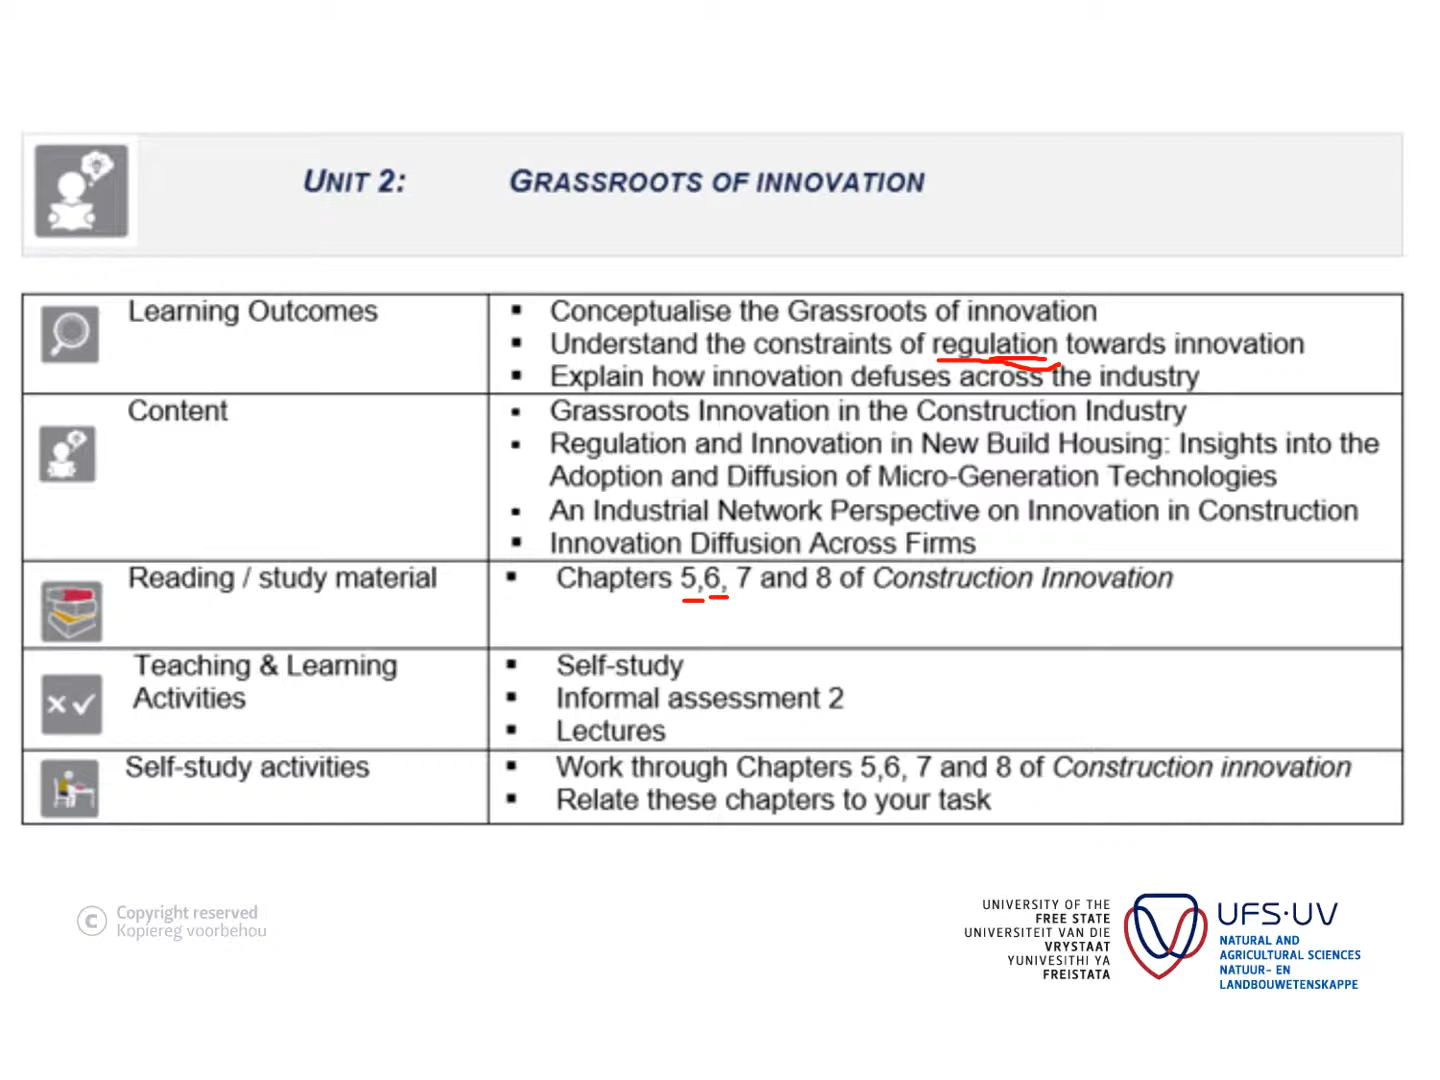 UNIT 2: GRASSROOTS OF INNOVATION
Learning Outcomes
▪ Conceptualise the Grassroots of innovation
▪ Understand the constraints of regulation towards innovation
▪ Explain how innovation defuses across the industry
Content
▪ Grassroots Innovation in the Construction Industry
▪ Regulation and Innovation in New Build Housing: Insights into the
Adoption and Diffusion of Micro-Generation Technologies
▪ An Industrial Network Perspective on Innovation in Construction
▪ Innovation Diffusion Across Firms
Reading / study material
▪ Chapters 5,6, 7 and 8 of Construction Innovation
Teaching & Learning
Activities
▪ Self-study
▪ Informal assessment 2
▪ Lectures
Self-study activities
▪ Work through Chapters 5,6, 7 and 8 of Construction innovation
▪ Relate these chapters to your task
© Copyright reserved
Kopiereg voorbehou
UNIVERSITY OF THE
FREE STATE
UNIVERSITEIT VAN DIE
VRYSTAAT
YUNIVESITHI YA
FREISTATA
UFS·UV
NATURAL AND
AGRICULTURAL SCIENCES
NATUUR- EN
LANDBOUWETENSKAPPE